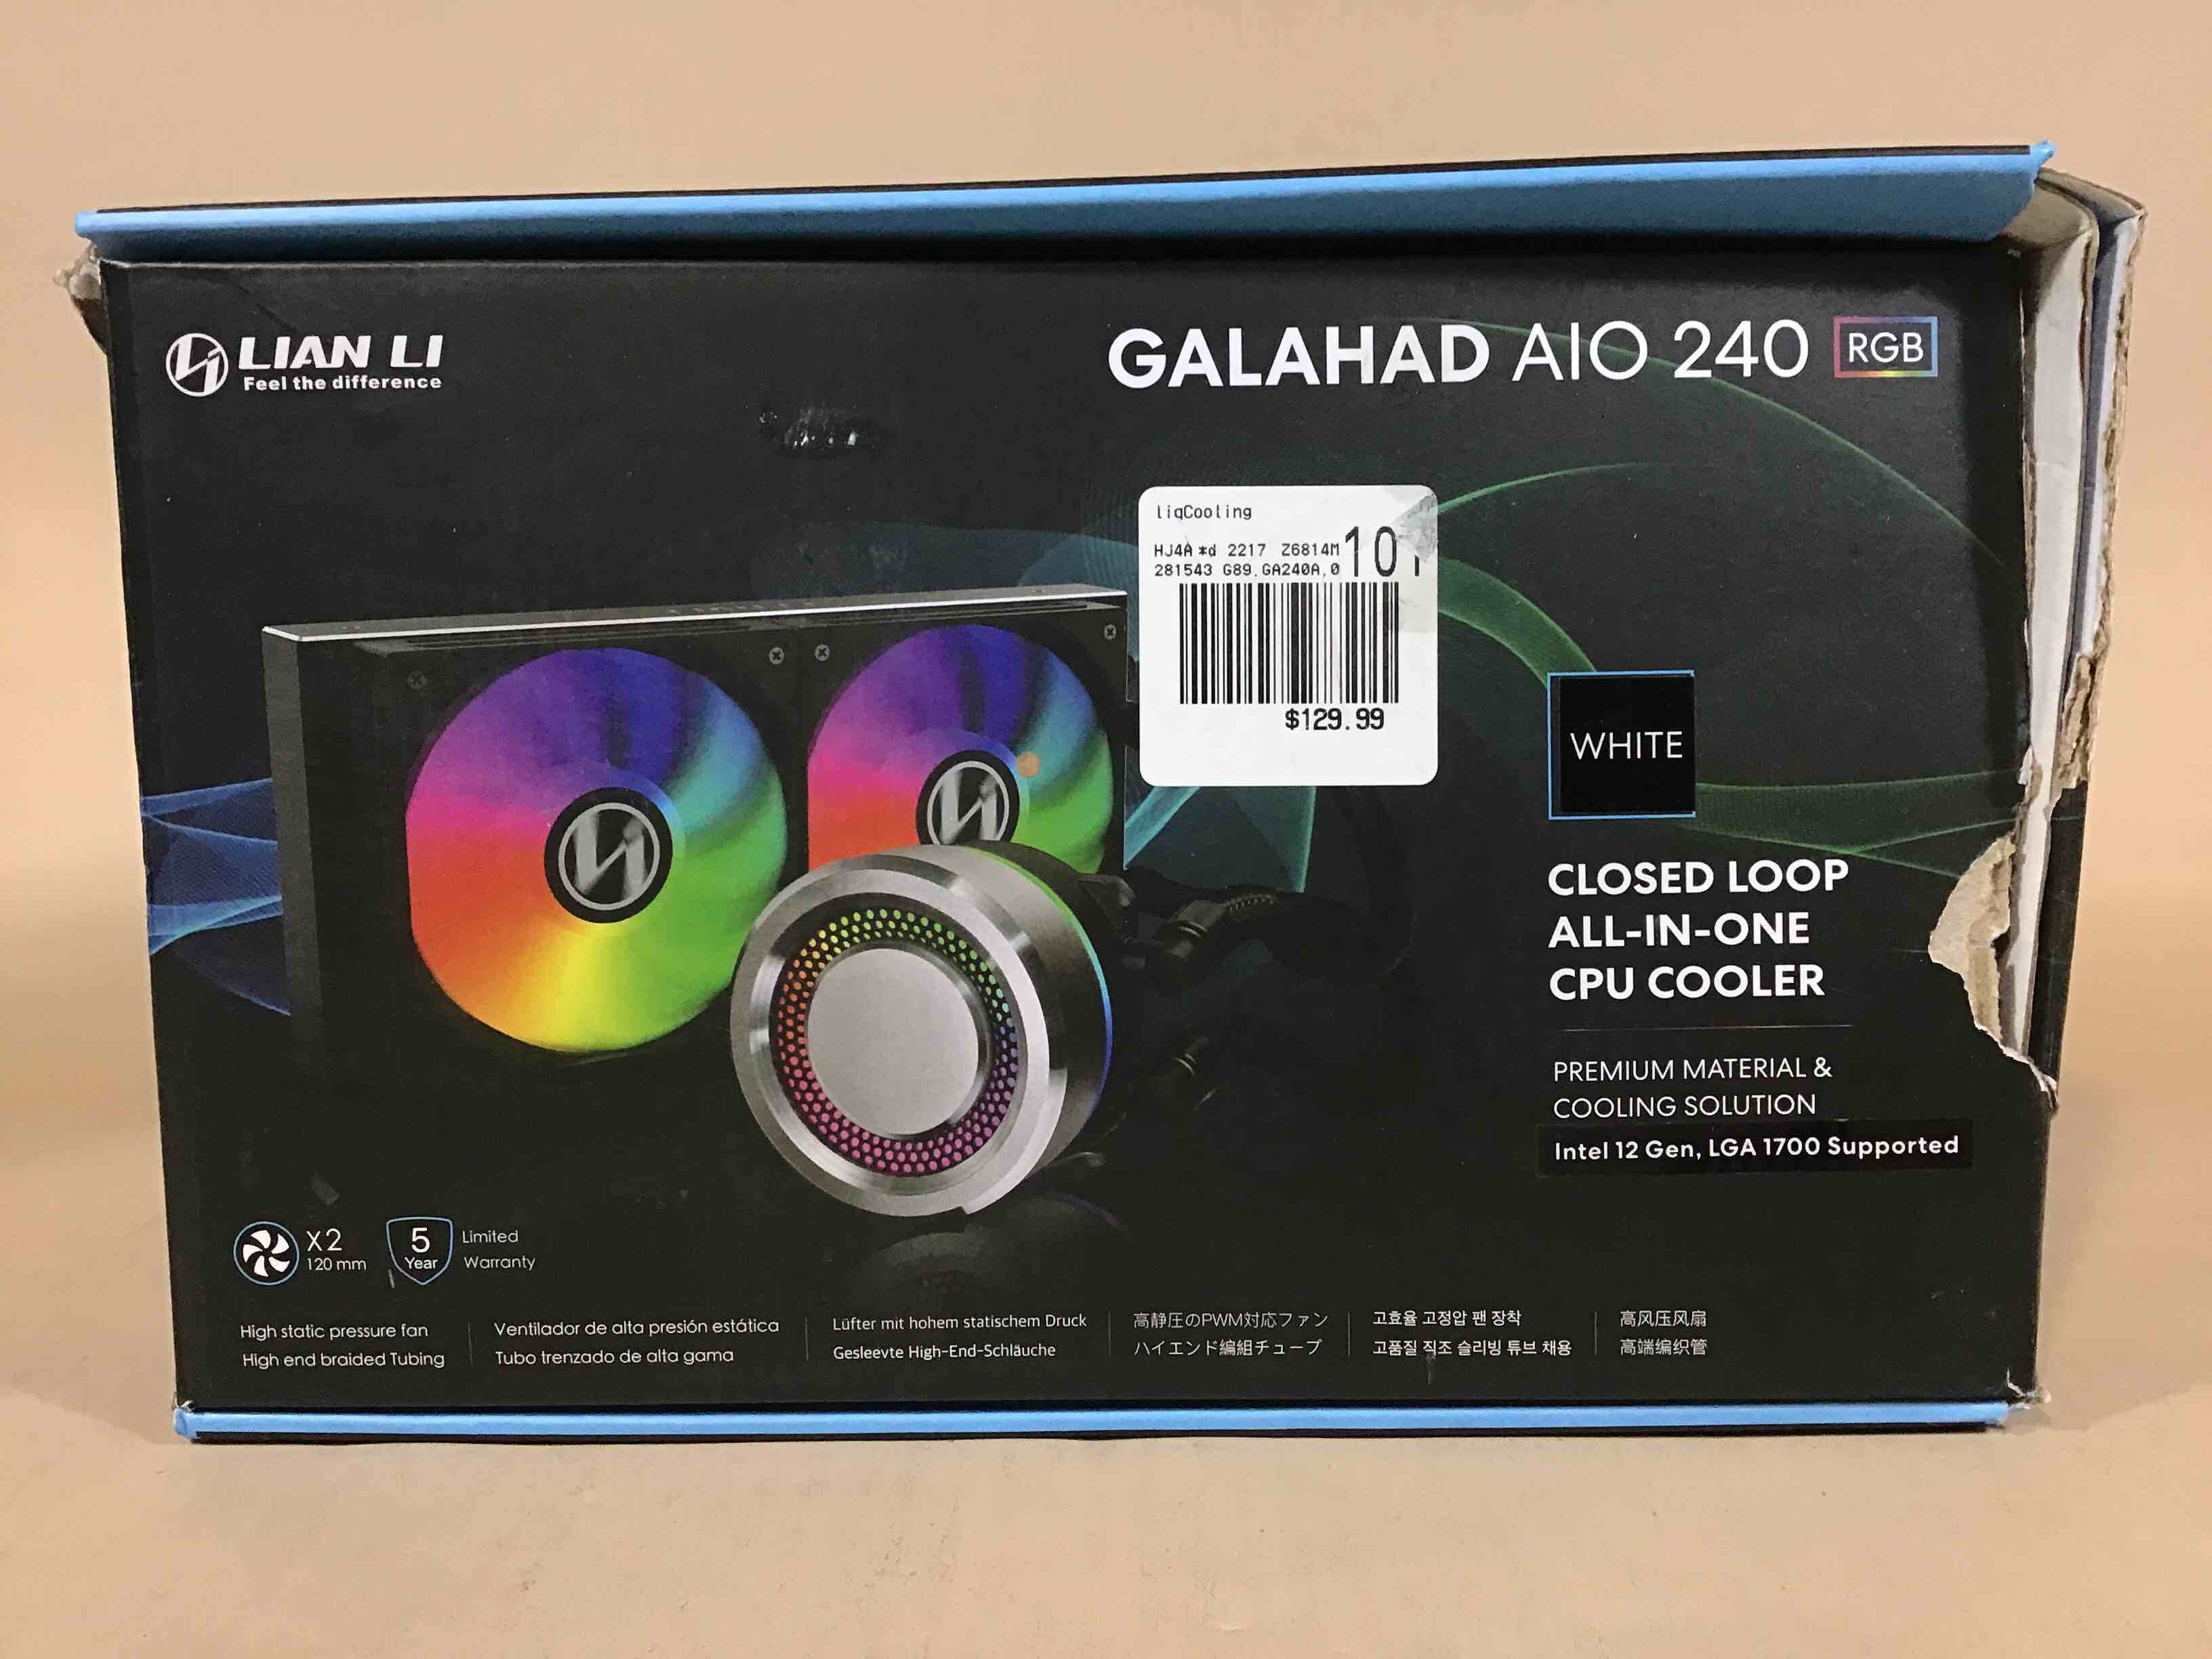 LIAN LI
Feel the difference
GALAHAD AIO 240 RGB
liqCooling
HJ4A *d 2217 Z6814M
281543 G89.GA240A.0
10
$129.99
WHITE
CLOSED LOOP
ALL-IN-ONE
CPU COOLER
PREMIUM MATERIAL &
COOLING SOLUTION
Intel 12 Gen, LGA 1700 Supported
X2
120 mm
5
Year
Limited
Warranty
High static pressure fan
High end braided Tubing
Ventilador de alta presión estática
Tubo trenzado de alta gama
Lüfter mit hohem statischem Druck
Gesleevte High-End-Schläuche
高静圧のPWM対応ファン
ハイエンド編組チューブ
고효율 고정압 팬 장착
고품질 직조 슬리빙 튜브 채용
高风压风扇
高端编织管